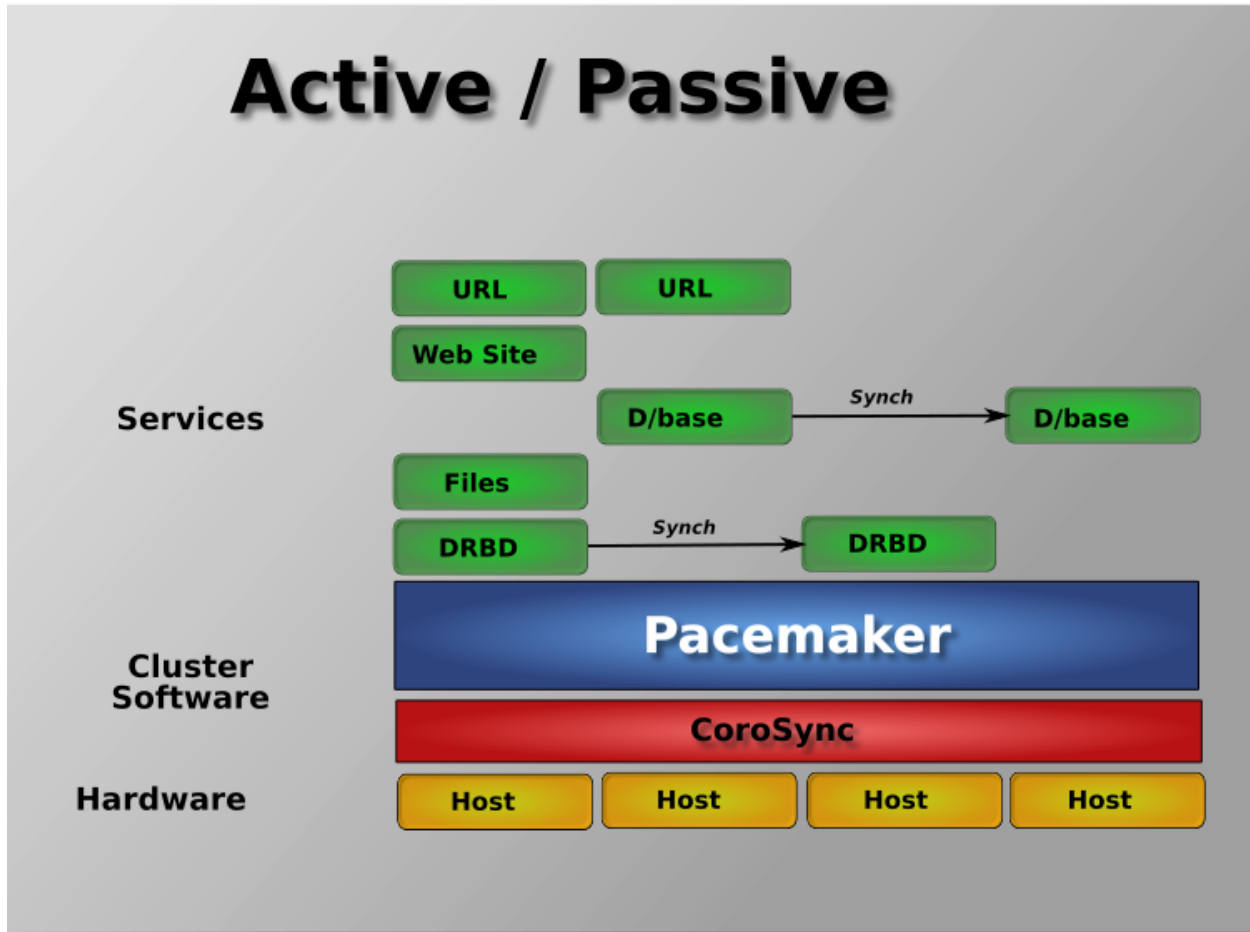 Active / Passive
URL
URL
Web Site
Services
D/base
Synch
D/base
Files
Synch
DRBD
DRBD
Pacemaker
Cluster
Software
CoroSync
Hardware
Host
Host
Host
Host